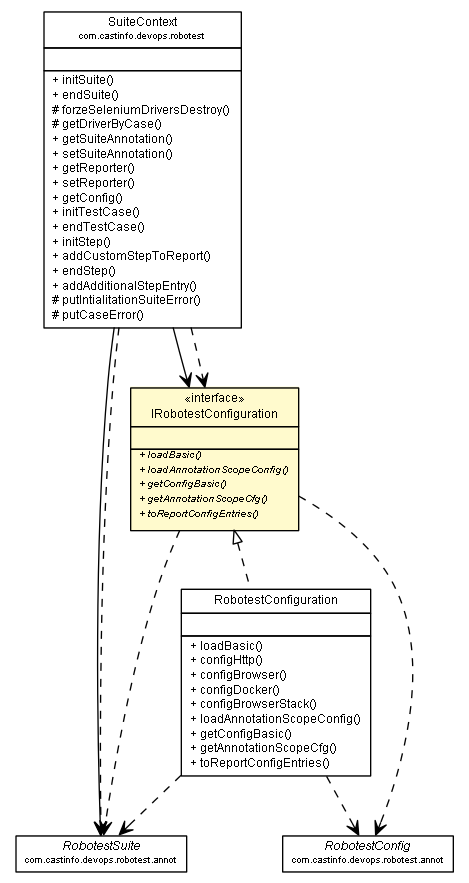 SuiteContext
com.castinfo.devops.robotest
+ initSuite()
+ endSuite()
# forzeSeleniumDriversDestroy()
# getDriverByCase()
+ getSuiteAnnotation()
+ setSuiteAnnotation()
+ getReporter()
+ setReporter()
+ getConfig()
+ initTestCase()
+ endTestCase()
+ initStep()
+ addCustomStepToReport()
+ endStep()
+ addAdditionalStepEntry()
# putIntialitationSuiteError()
# putCaseError()
«interface»
IRobotestConfiguration
+ loadBasic()
+ loadAnnotationScopeConfig()
+ getConfigBasic()
+ getAnnotationScopeCfg()
+ toReportConfigEntries()
RobotestConfiguration
+ loadBasic()
+ configHttp()
+ configBrowser()
+ configDocker()
+ configBrowserStack()
+ loadAnnotationScopeConfig()
+ getConfigBasic()
+ getAnnotationScopeCfg()
+ toReportConfigEntries()
RobotestSuite
com.castinfo.devops.robotest.annot
RobotestConfig
com.castinfo.devops.robotest.annot